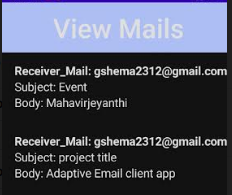 View Mails
Receiver_Mail: gshema2312@gmail.com
Subject: Event
Body: Mahavirjeyanthi
Receiver_Mail: gshema2312@gmail.com
Subject: project title
Body: Adaptive Email client app